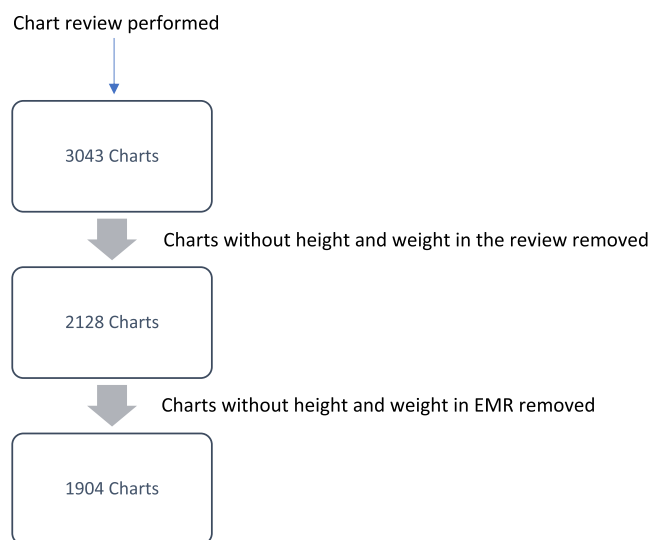 Chart review performed
3043 Charts
Charts without height and weight in the review removed
2128 Charts
Charts without height and weight in EMR removed
1904 Charts